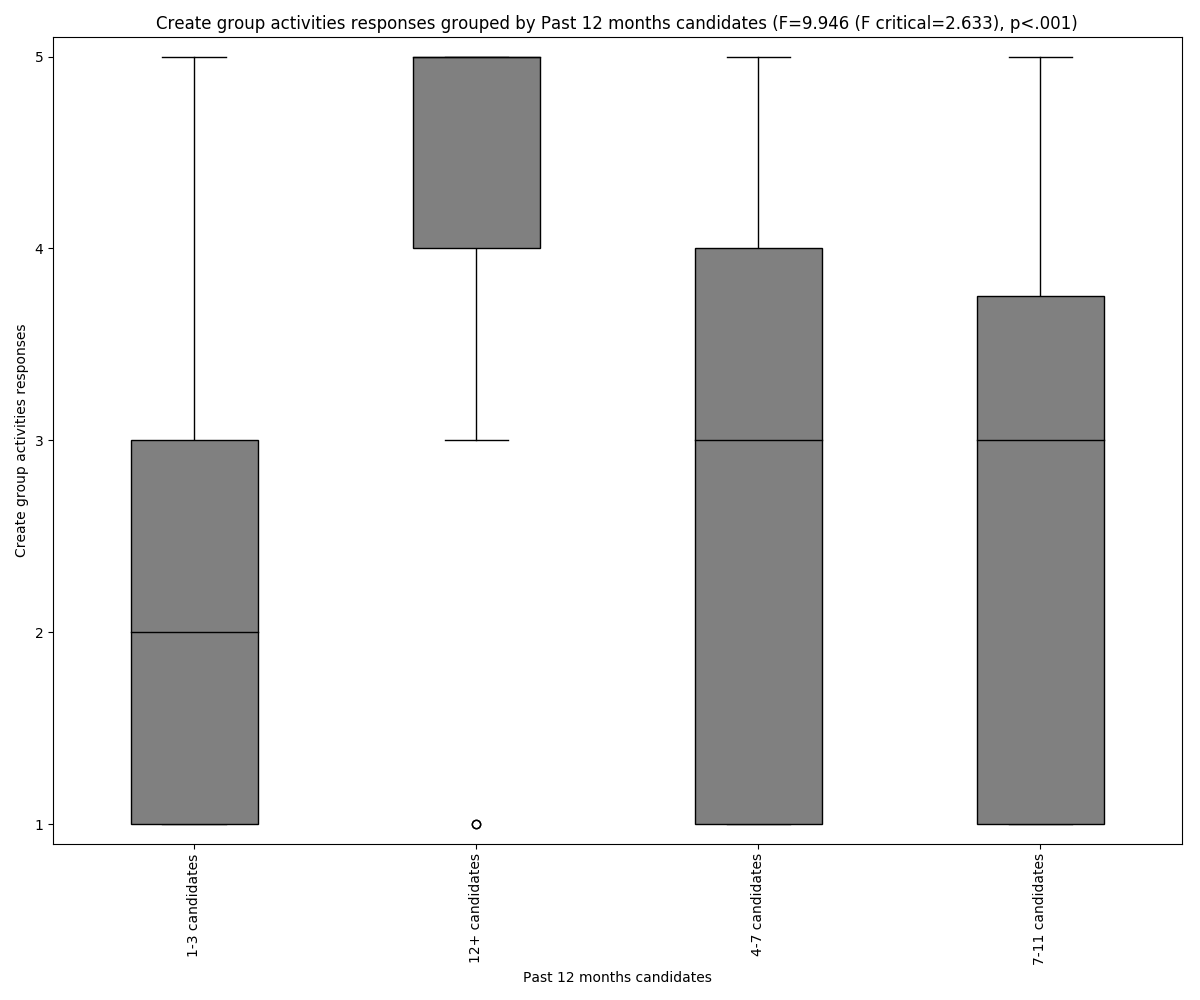 Create group activities responses grouped by Past 12 months candidates (F=9.946 (F critical=2.633), p<.001)
5
4
3
2
1
Create group activities responses
1-3 candidates
12+ candidates
4-7 candidates
7-11 candidates
Past 12 months candidates